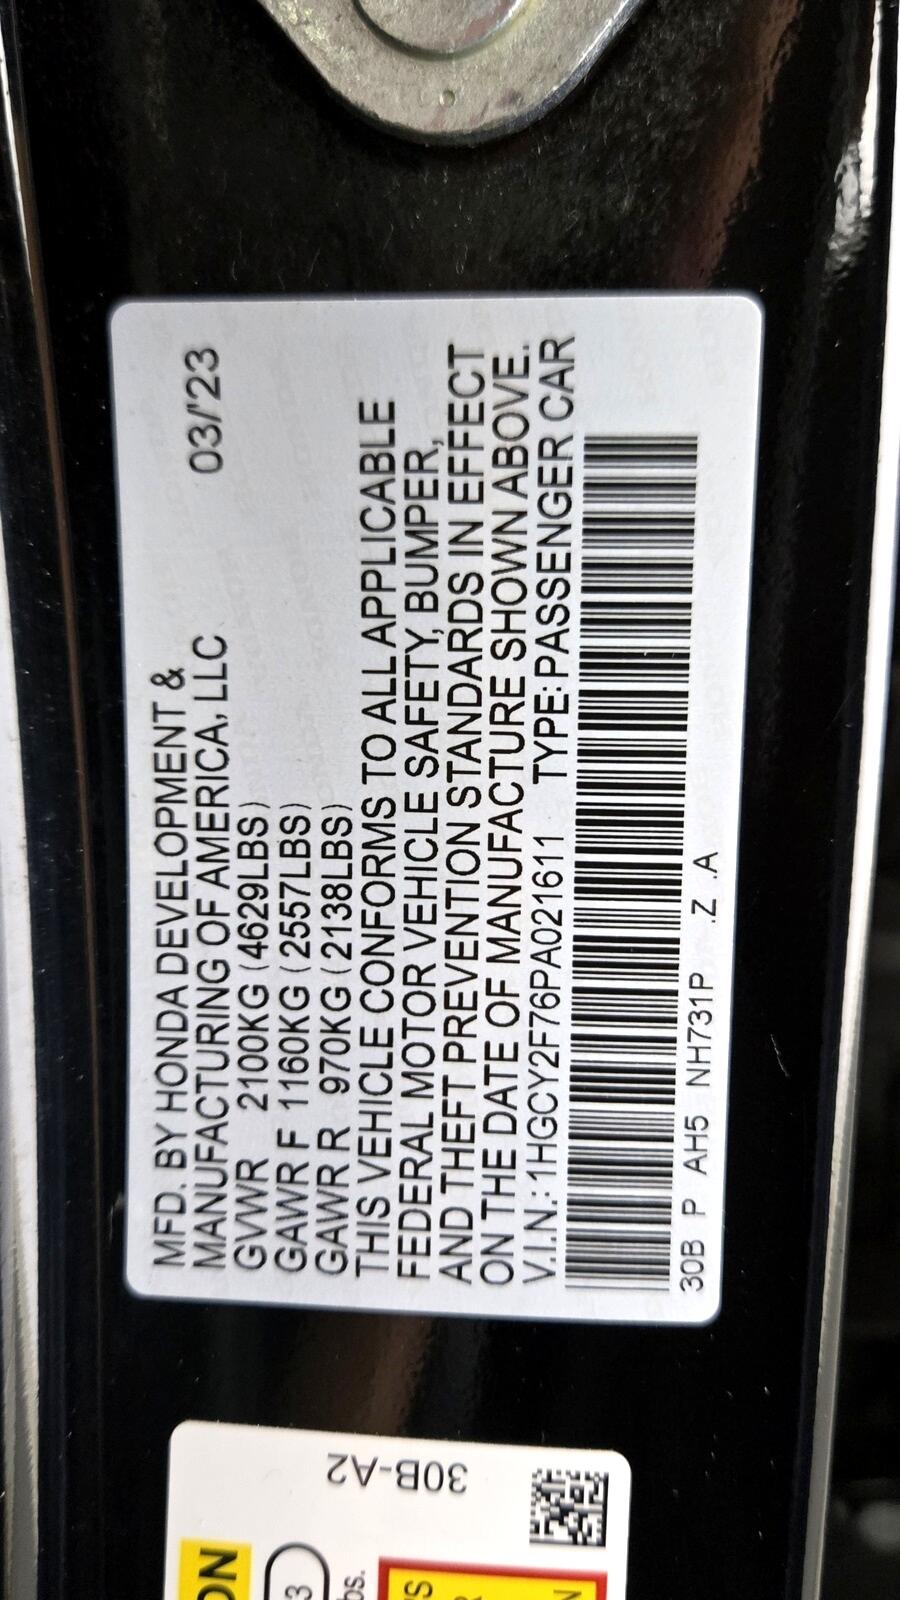 MFD. BY HONDA DEVELOPMENT &
MANUFACTURING OF AMERICA, LLC 03/'23
GVWR 2100KG (4629LBS)
GAWR F 1160KG (2557LBS)
GAWR R 970KG (2138LBS)
THIS VEHICLE CONFORMS TO ALL APPLICABLE
FEDERAL MOTOR VEHICLE SAFETY, BUMPER,
AND THEFT PREVENTION STANDARDS IN EFFECT
ON THE DATE OF MANUFACTURE SHOWN ABOVE.
V.I.N.: 1HGCY2F76PA021611 TYPE: PASSENGER CAR
30B P AH5 NH731P .Z .A
30B-A2